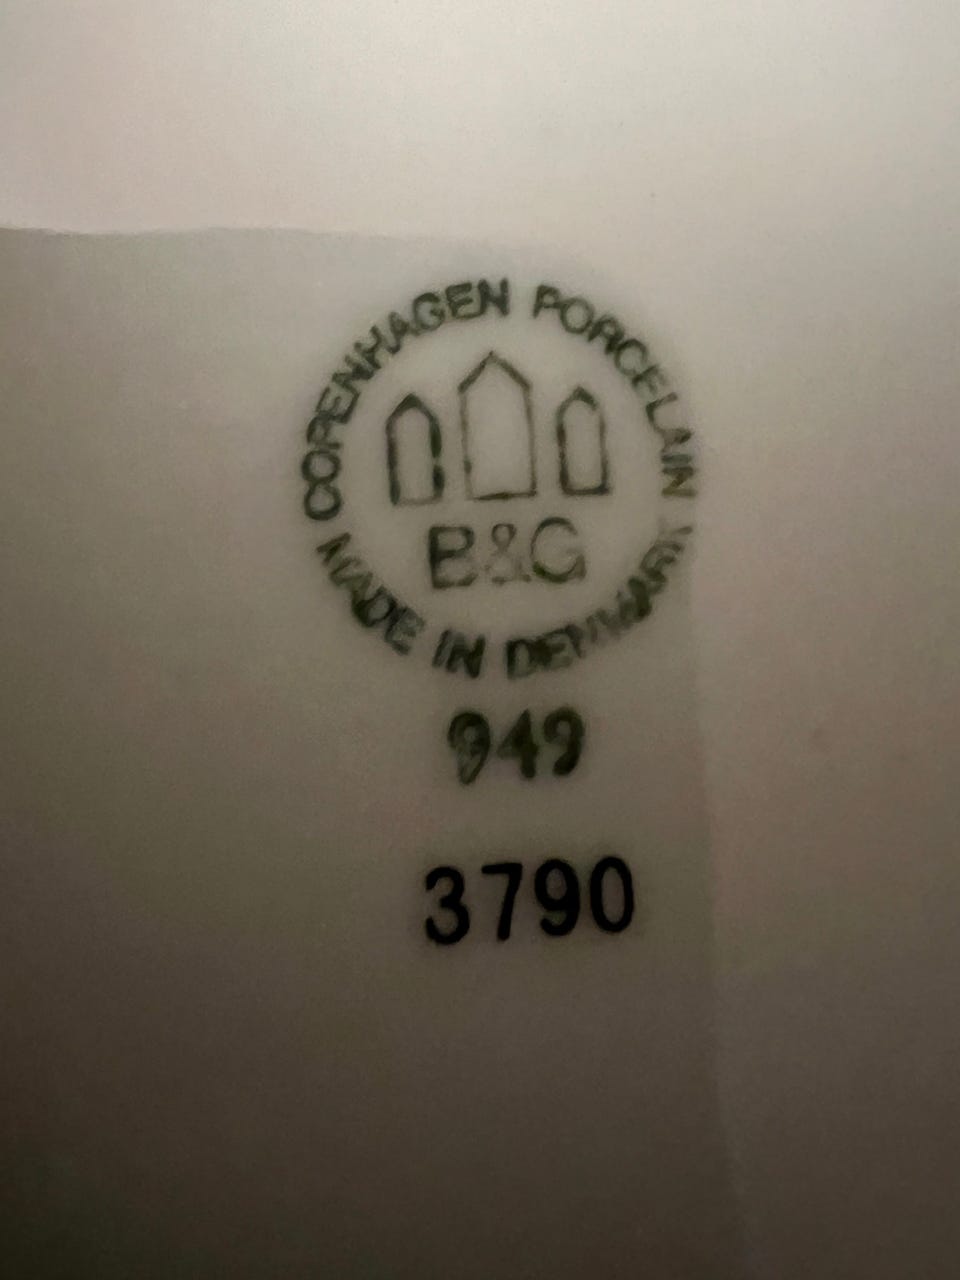 COPENHAGEN PORCELAIN
B&G
MADE IN DENMARK
949
3790